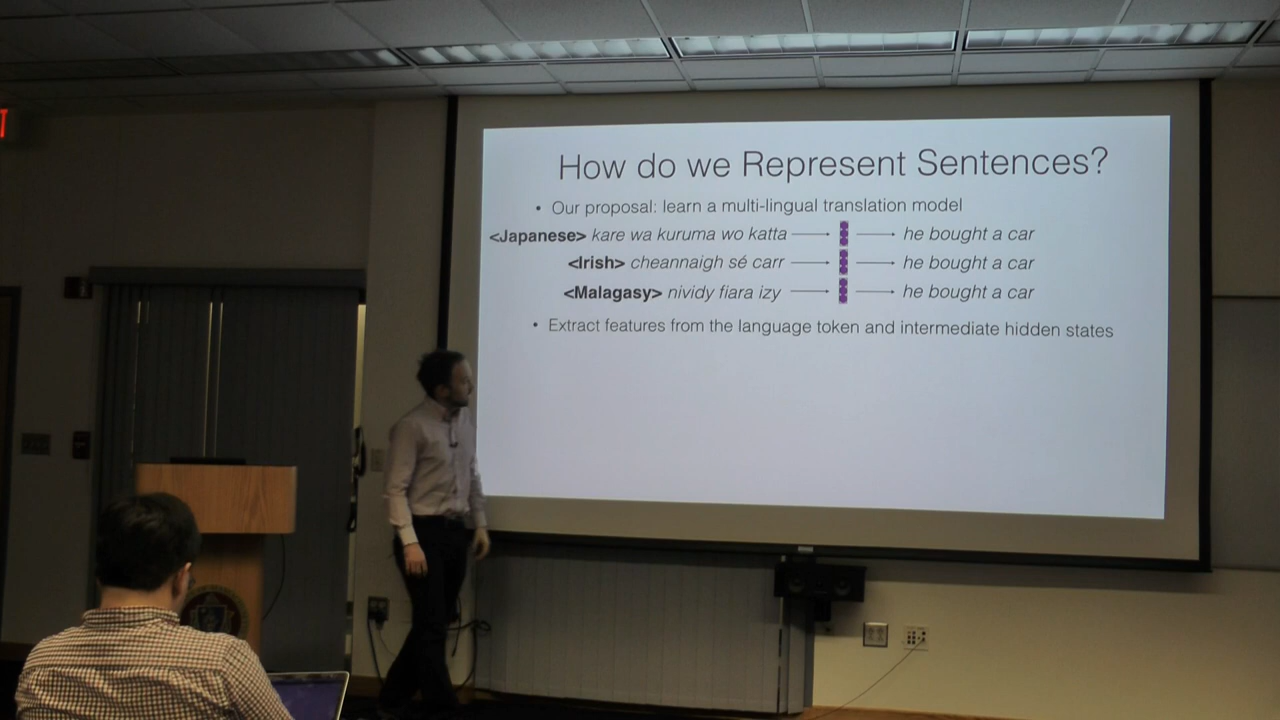 How do we Represent Sentences?
• Our proposal: learn a multi-lingual translation model
<Japanese> kare wa kuruma wo katta → he bought a car
<Irish> cheannaigh sé carr → he bought a car
<Malagasy> nividy fiara izy → he bought a car
• Extract features from the language token and intermediate hidden states